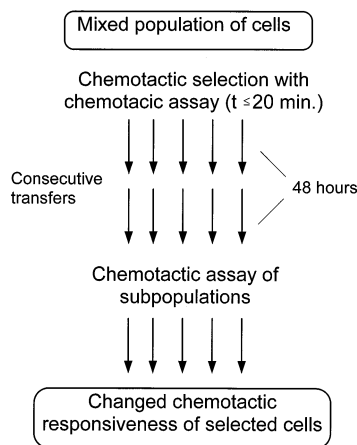 Mixed population of cells
Chemotactic selection with
chemotacic assay (t ≤20 min.)
Consecutive
transfers
48 hours
Chemotactic assay of
subpopulations
Changed chemotactic
responsiveness of selected cells